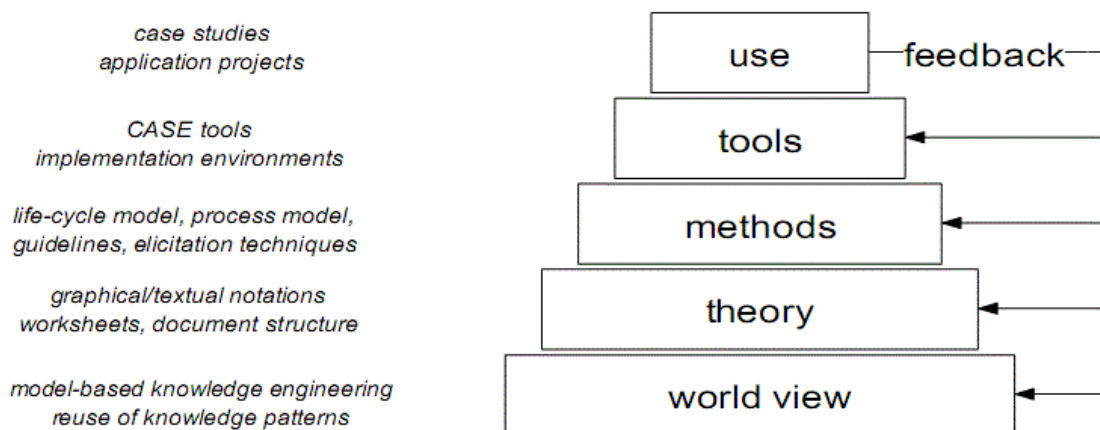 case studies
application projects
use
feedback
CASE tools
implementation environments
tools
life-cycle model, process model,
guidelines, elicitation techniques
methods
graphical/textual notations
worksheets, document structure
theory
model-based knowledge engineering
reuse of knowledge patterns
world view